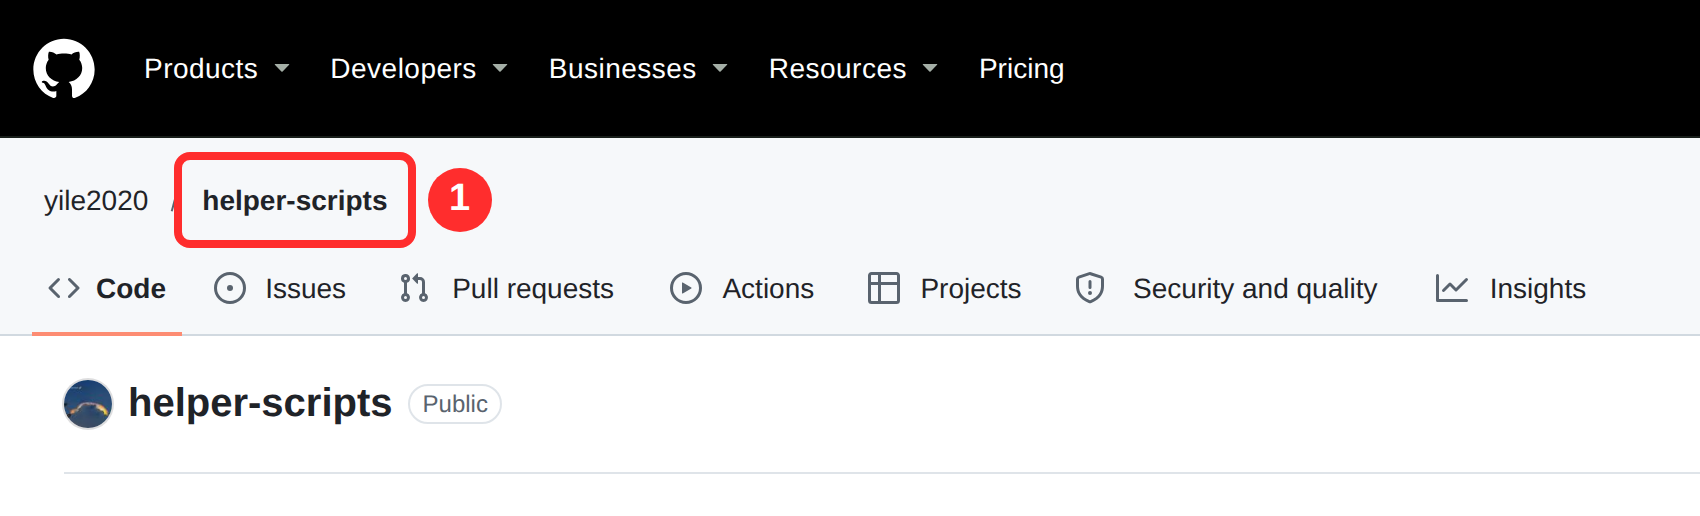 Products Developers Businesses Resources Pricing
yile2020 / helper-scripts 1
Code Issues Pull requests Actions Projects Security and quality Insights
helper-scripts Public